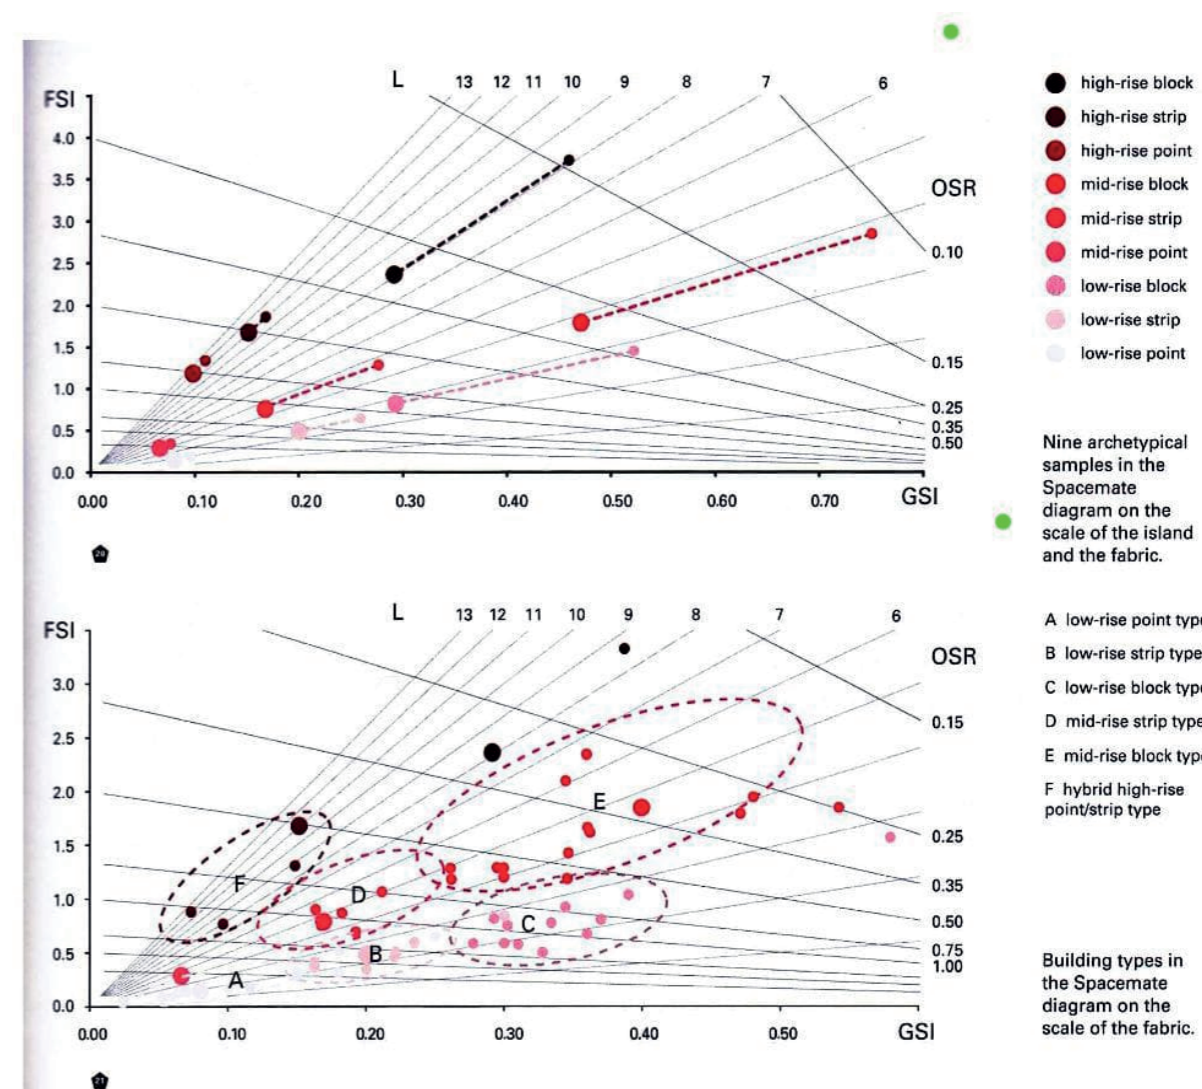 L 13 12 11 10 9 8 7 6
FSI
4.0
3.5
3.0
2.5
2.0
1.5
1.0
0.5
0.0
OSR
0.10
0.15
0.25
0.35
0.50
0.00 0.10 0.20 0.30 0.40 0.50 0.60 0.70 GSI
20
high-rise block
high-rise strip
high-rise point
mid-rise block
mid-rise strip
mid-rise point
low-rise block
low-rise strip
low-rise point
Nine archetypical
samples in the
Spacemate
diagram on the
scale of the island
and the fabric.
L 13 12 11 10 9 8 7 6
FSI
3.0
2.5
2.0
1.5
1.0
0.5
0.0
OSR
0.15
0.25
0.35
0.50
0.75
1.00
E
F
D
C
B
A
0.00 0.10 0.20 0.30 0.40 0.50 GSI
21
A low-rise point type
B low-rise strip type
C low-rise block type
D mid-rise strip type
E mid-rise block type
F hybrid high-rise
point/strip type
Building types in
the Spacemate
diagram on the
scale of the fabric.